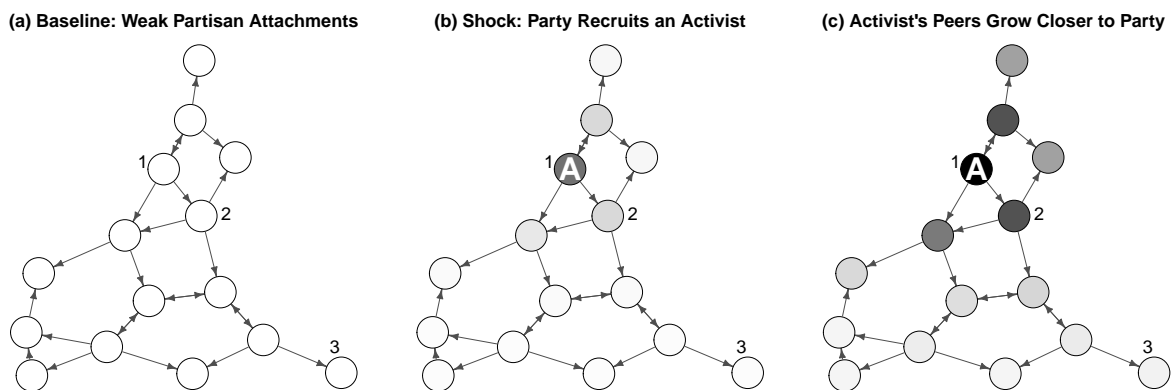 (a) Baseline: Weak Partisan Attachments
(b) Shock: Party Recruits an Activist
(c) Activist's Peers Grow Closer to Party
1
2
3
1
A
2
3
1
A
2
3